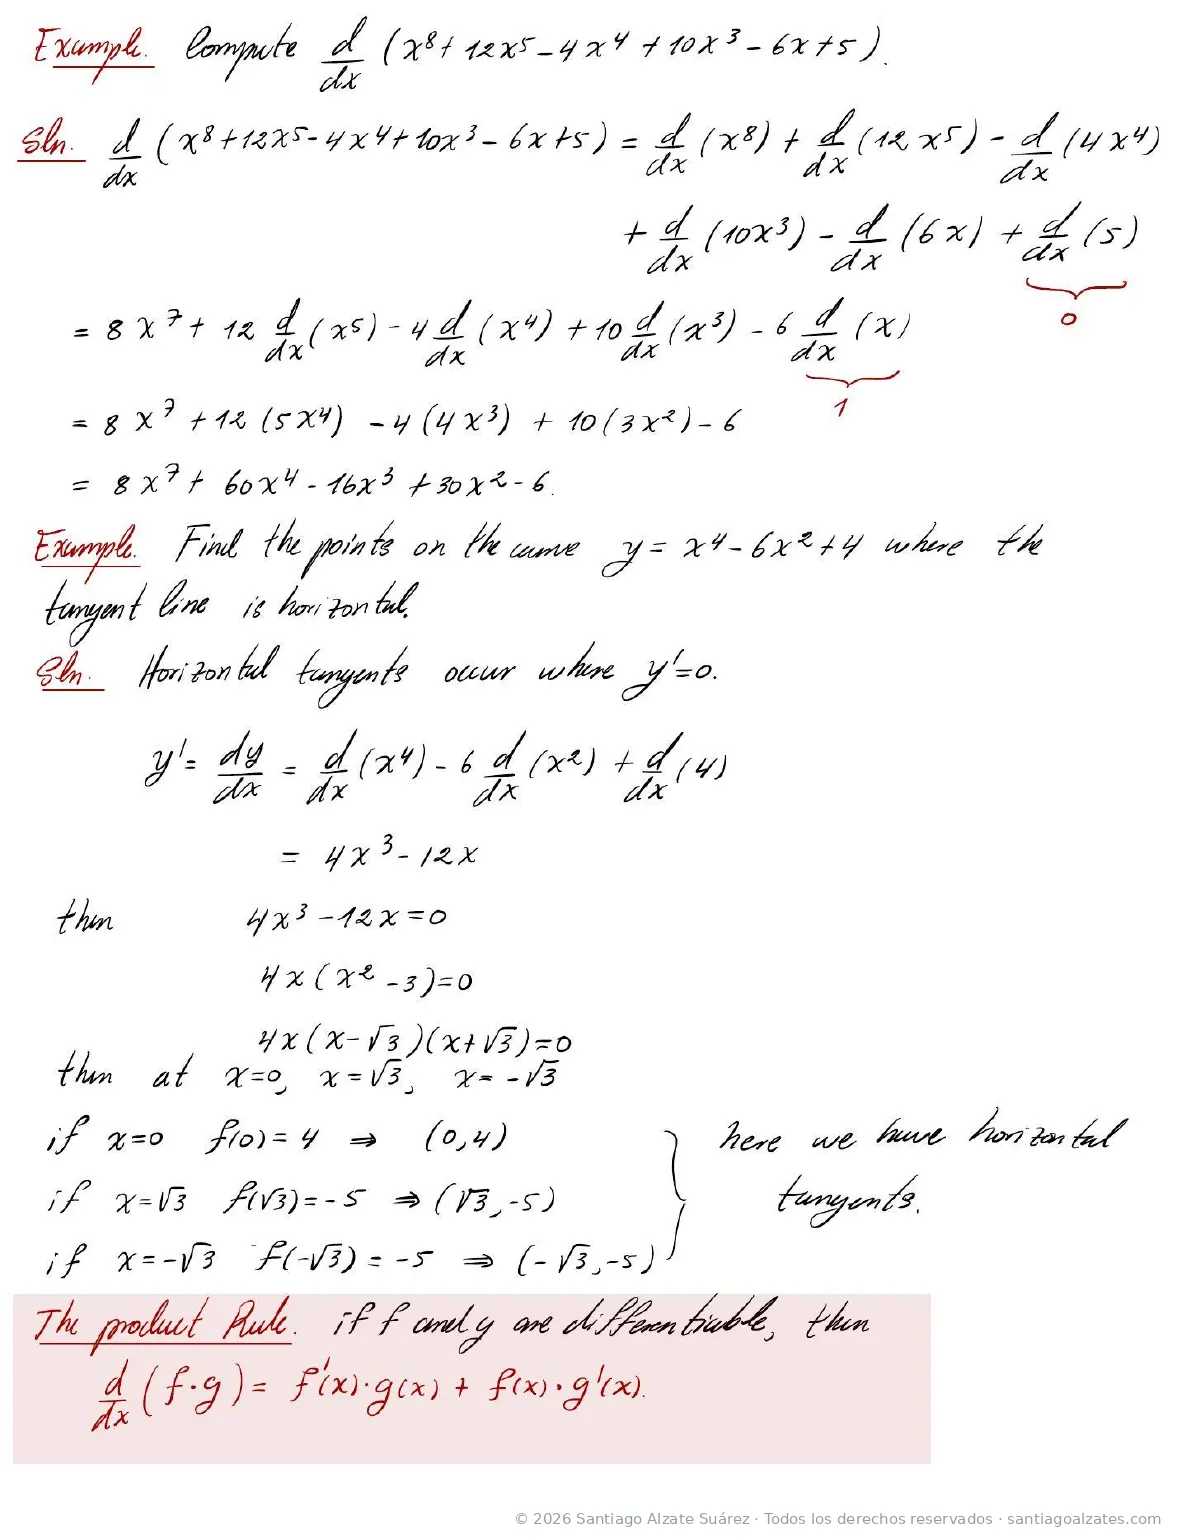 Example. Compute d/dx (x⁸ + 12x⁵ − 4x⁴ + 10x³ − 6x + 5).
Sln. d/dx (x⁸ + 12x⁵ − 4x⁴ + 10x³ − 6x + 5) = d/dx (x⁸) + d/dx (12x⁵) − d/dx (4x⁴)
+ d/dx (10x³) − d/dx (6x) + d/dx (5)
0
= 8x⁷ + 12 d/dx (x⁵) − 4 d/dx (x⁴) + 10 d/dx (x³) − 6 d/dx (x)
1
= 8x⁷ + 12 (5x⁴) − 4 (4x³) + 10 (3x²) − 6
= 8x⁷ + 60x⁴ − 16x³ + 30x² − 6.
Example. Find the points on the curve y = x⁴ − 6x² + 4 where the
tangent line is horizontal.
Sln. Horizontal tangents occur where y' = 0.
y' = dy/dx = d/dx (x⁴) − 6 d/dx (x²) + d/dx (4)
= 4x³ − 12x
then 4x³ − 12x = 0
4x (x² − 3) = 0
4x (x − √3)(x + √3) = 0
then at x = 0, x = √3, x = −√3
if x = 0 f(0) = 4 ⇒ (0, 4)
if x = √3 f(√3) = −5 ⇒ (√3, −5)
if x = −√3 f(−√3) = −5 ⇒ (−√3, −5)
here we have horizontal
tangents.
The product Rule. if f and g are differentiable, then
d/dx (f · g) = f'(x) · g(x) + f(x) · g'(x).
© 2026 Santiago Alzate Suárez · Todos los derechos reservados · santiagoalzates.com